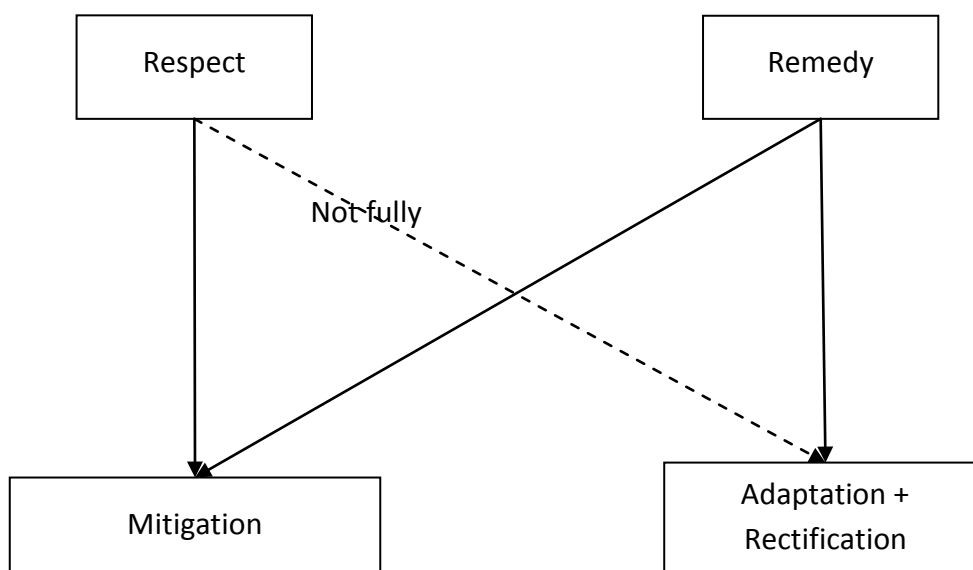 Respect
Remedy
Not fully
Mitigation
Adaptation +
Rectification